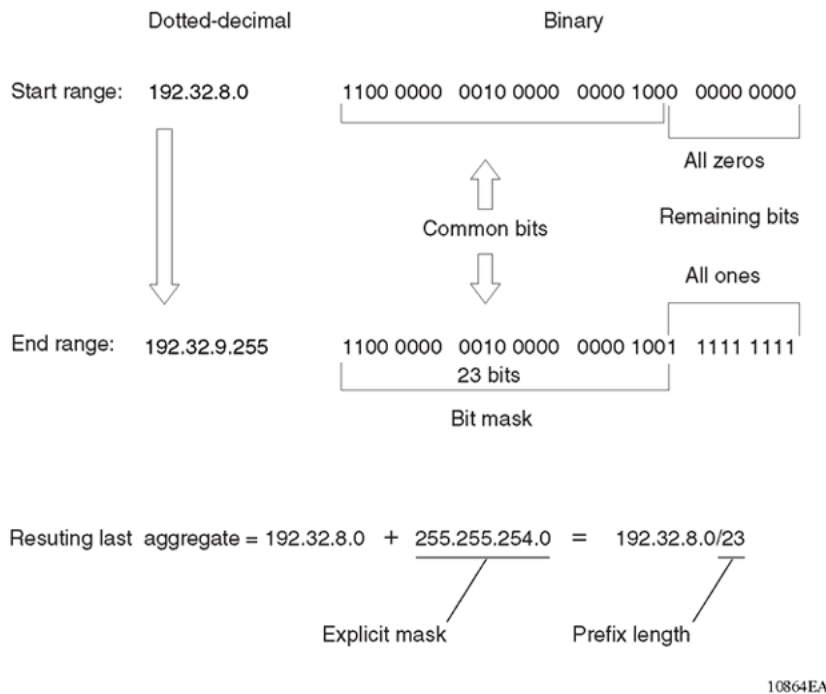 Dotted-decimal Binary
Start range: 192.32.8.0 1100 0000 0010 0000 0000 1000 0000 0000
All zeros
Common bits Remaining bits
All ones
End range: 192.32.9.255 1100 0000 0010 0000 0000 1001 1111 1111
23 bits
Bit mask
Resuting last aggregate = 192.32.8.0 + 255.255.254.0 = 192.32.8.0/23
Explicit mask Prefix length
10864EA